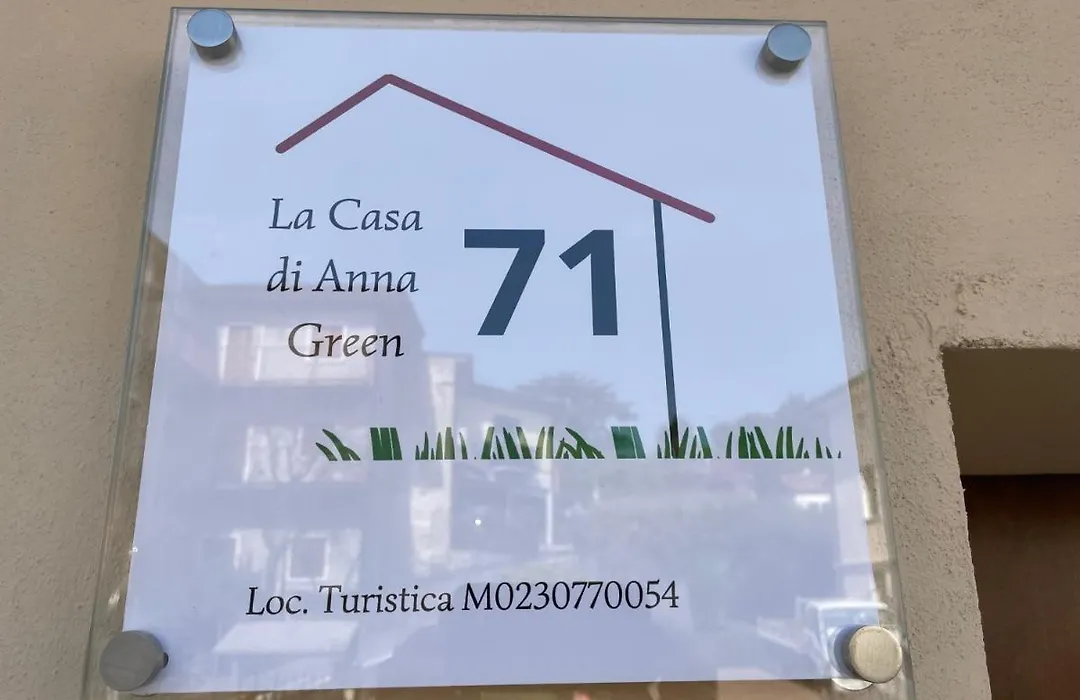 La Casa
di Anna
Green
71
Loc. Turistica M0230770054